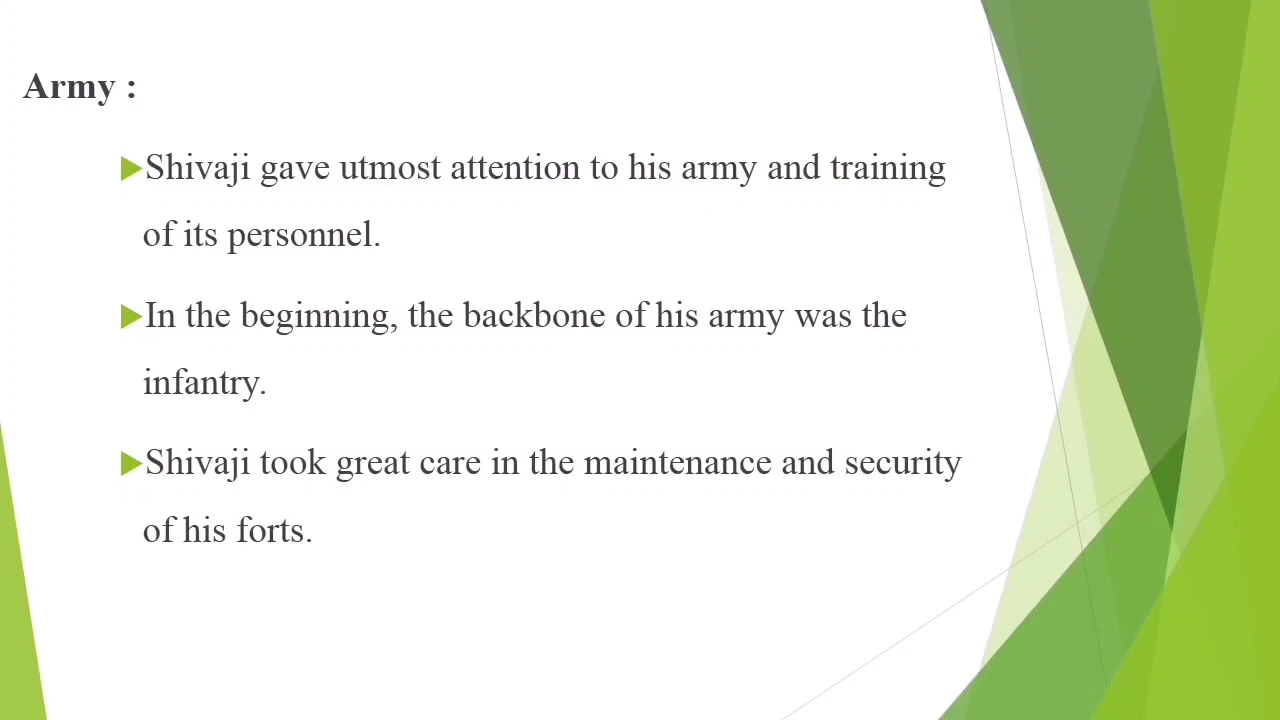 Army :
Shivaji gave utmost attention to his army and training
of its personnel.
In the beginning, the backbone of his army was the
infantry.
Shivaji took great care in the maintenance and security
of his forts.